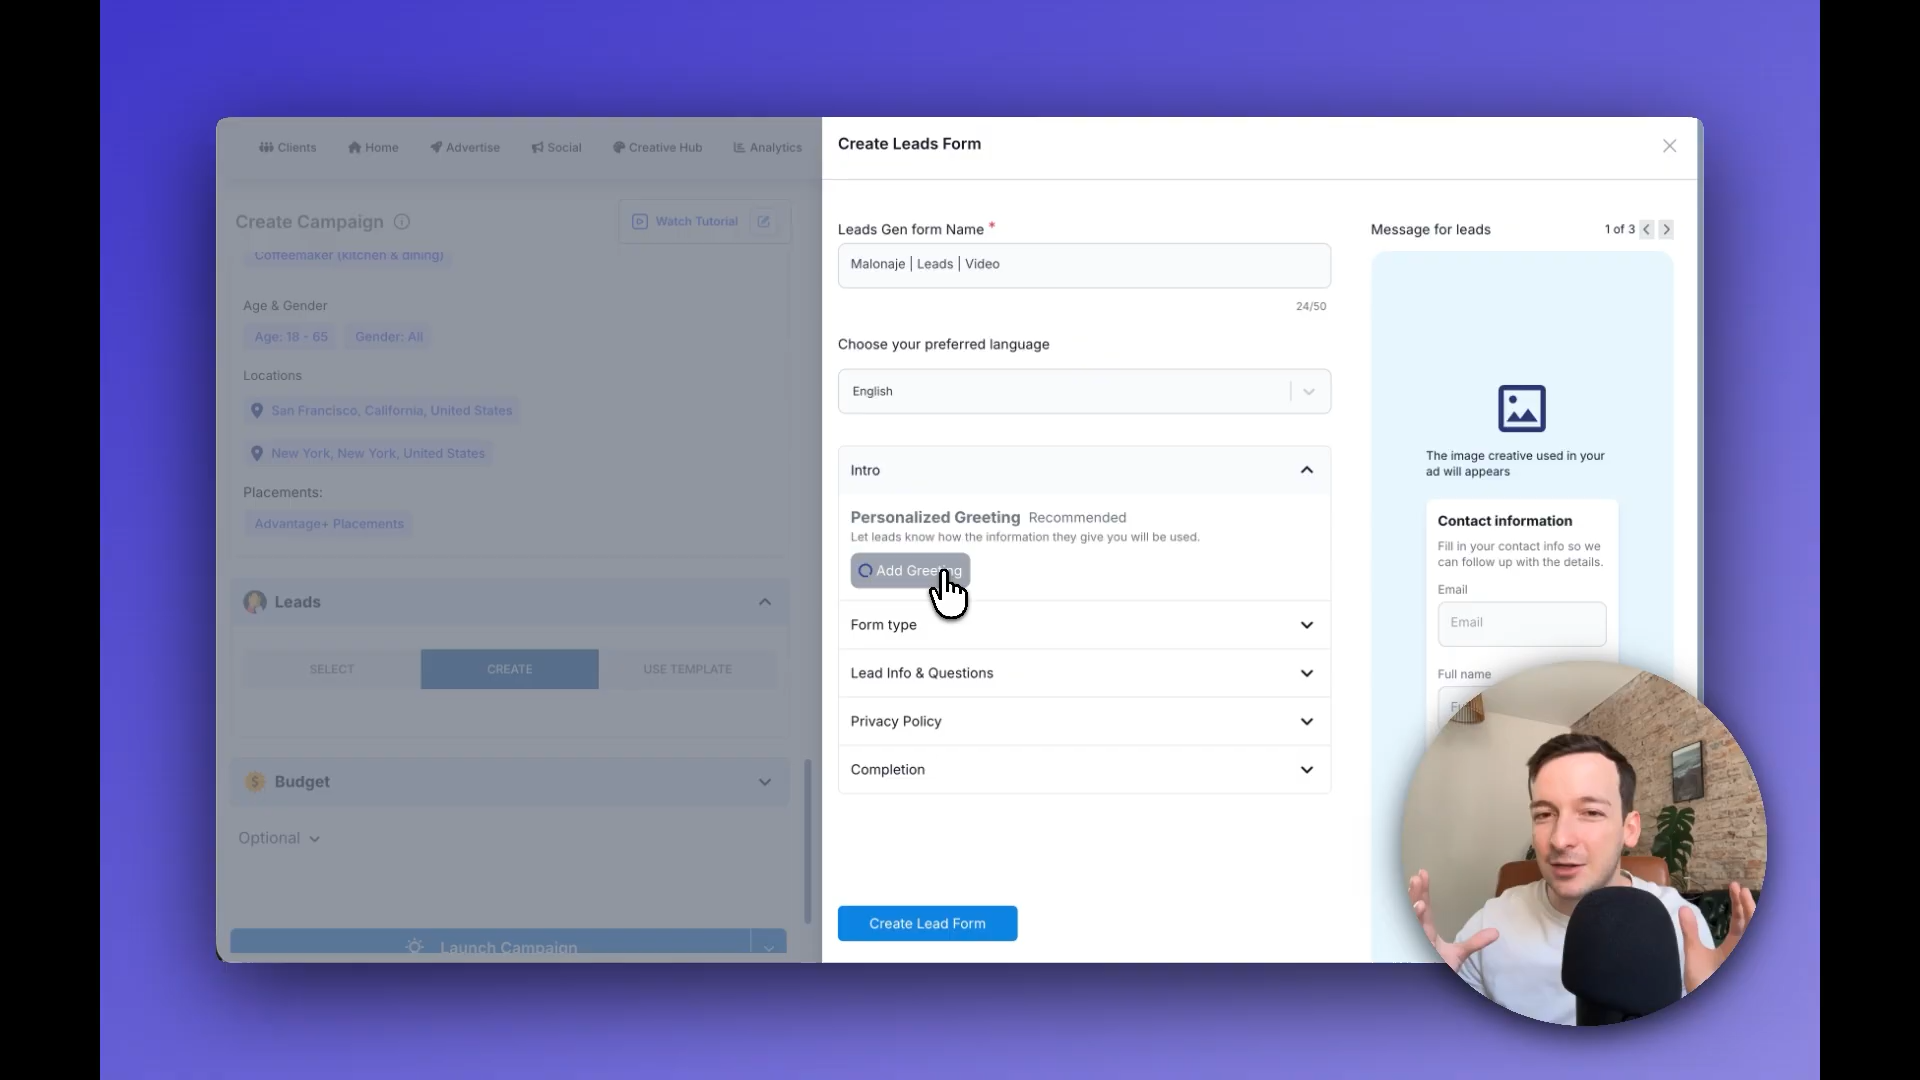 Clients
Home
Advertise
Social
Creative Hub
Analytics
Create Campaign
Watch Tutorial
Coffeemaker (kitchen & dining)
Age & Gender
Age: 18 - 65
Gender: All
Locations
San Francisco, California, United States
New York, New York, United States
Placements:
Advantage+ Placements
Leads
SELECT
CREATE
USE TEMPLATE
Budget
Optional
Launch Campaign
Create Leads Form
Leads Gen form Name *
Malonaje | Leads | Video
24/50
Choose your preferred language
English
Intro
Personalized Greeting Recommended
Let leads know how the information they give you will be used.
Add Greeting
Form type
Lead Info & Questions
Privacy Policy
Completion
Create Lead Form
Message for leads
1 of 3
The image creative used in your
ad will appears
Contact information
Fill in your contact info so we
can follow up with the details.
Email
Email
Full name